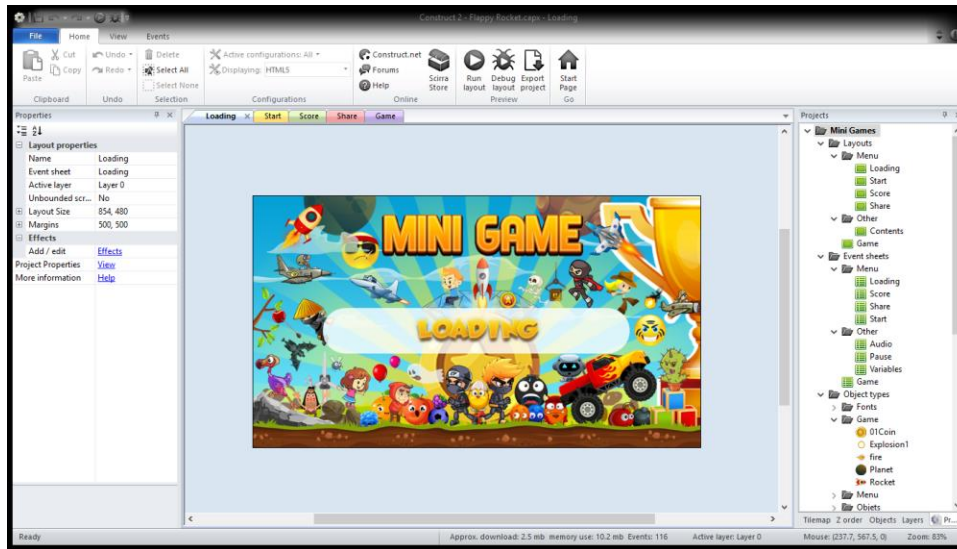 Construct 2 - Flappy Rocket.capx - Loading
File Home View Events
Paste
Cut
Copy
Clipboard
Undo
Redo
Undo
Delete
Select All
Select None
Selection
Active configurations: All
Displaying: HTML5
Configurations
Construct.net
Forums
Help
Scirra Store
Online
Run layout
Debug layout
Export project
Preview
Start Page
Go
Properties
Layout properties
Name Loading
Event sheet Loading
Active layer Layer 0
Unbounded scr... No
Layout Size 854, 480
Margins 500, 500
Effects
Add / edit Effects
Project Properties View
More information Help
Loading Start Score Share Game
MINI GAME
LOADING
Projects
Mini Games
Layouts
Menu
Loading
Start
Score
Share
Other
Contents
Game
Event sheets
Menu
Loading
Score
Share
Start
Other
Audio
Pause
Variables
Game
Object types
Fonts
Game
01Coin
Explosion1
fire
Planet
Rocket
Menu
Objets
Tilemap Z order Objects Layers Pr...
Ready Approx. download: 2.5 mb memory use: 10.2 mb Events: 116 Active layer: Layer 0 Mouse: (237.7, 567.5, 0) Zoom: 83%